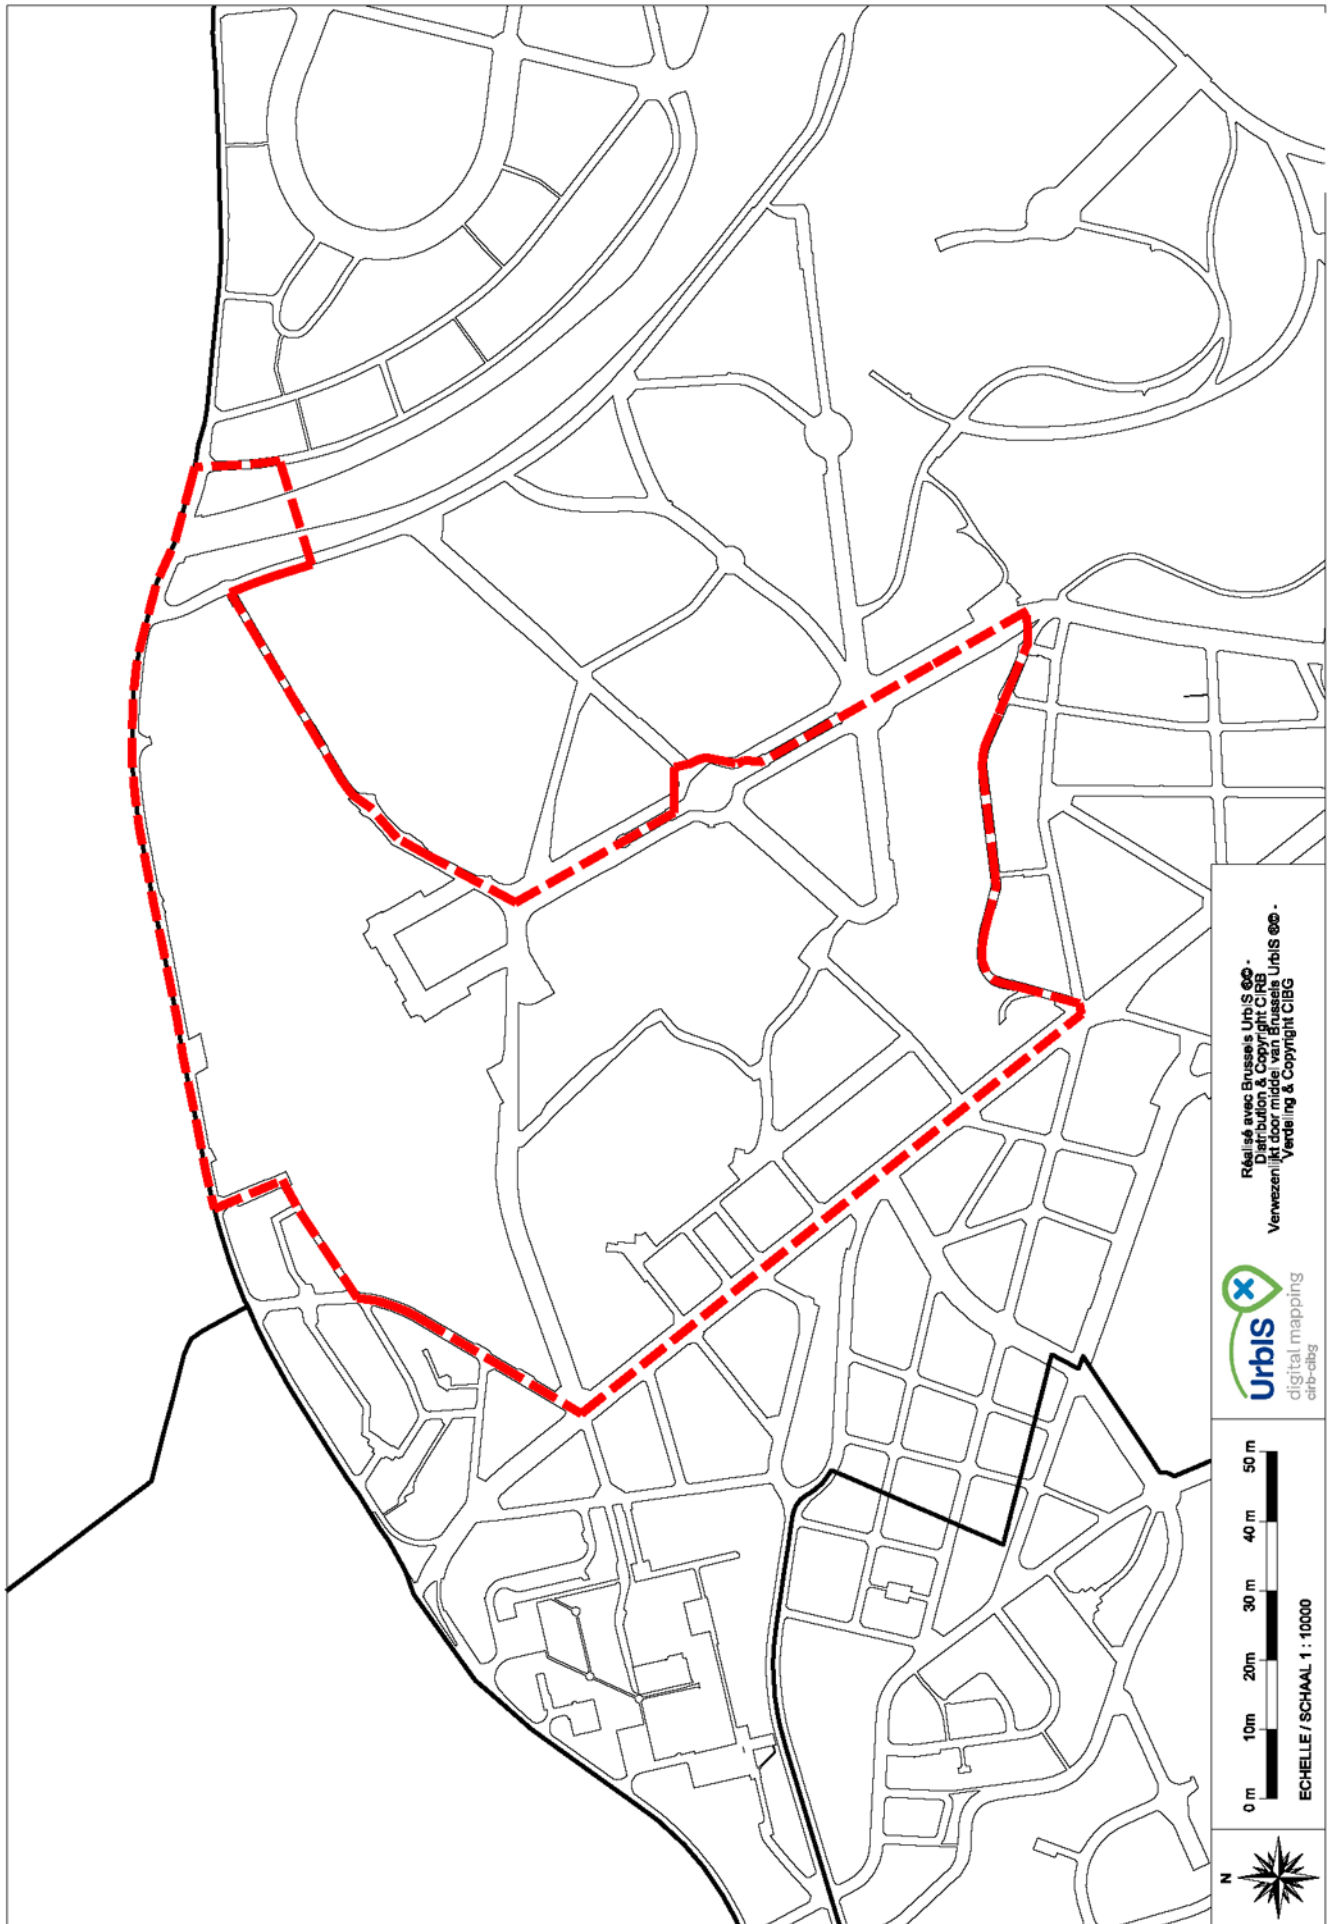 Réalisé avec Brussels UrbIS ®© -
Distribution & Copyright CIRB
Verwezenlijkt door middel van Brussels UrbIS ®© -
Verdeling & Copyright CIBG
UrbIS
digital mapping
cirb-cibg
0 m 10m 20m 30 m 40 m 50 m
ECHELLE / SCHAAL 1 : 10000
N